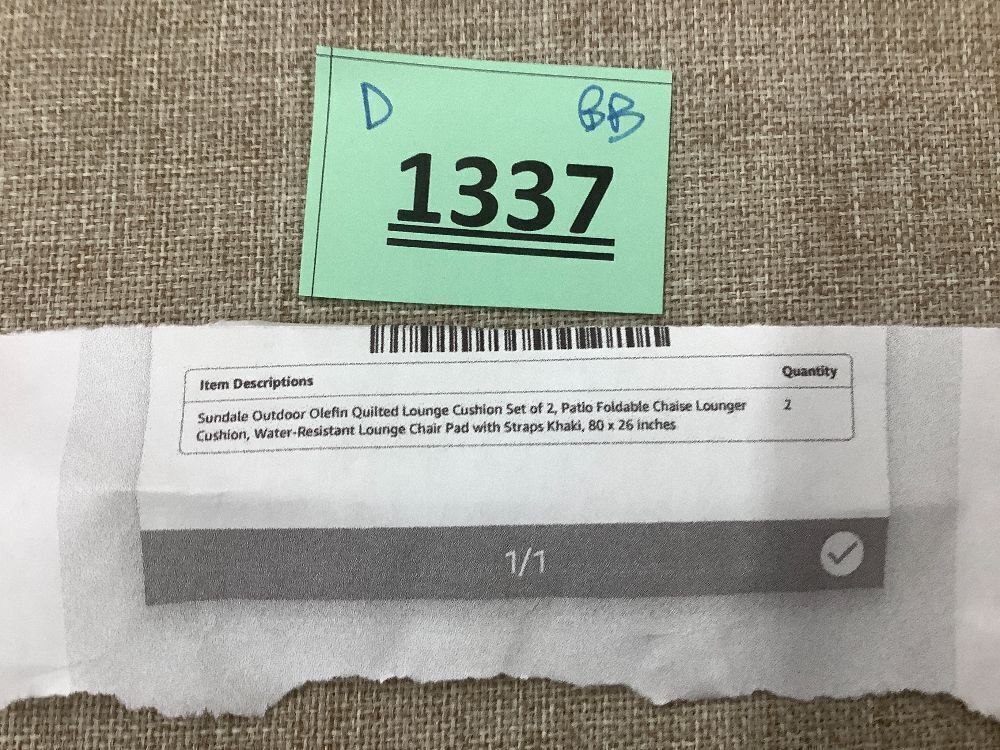 D BB
1337
Item Descriptions Quantity
Sundale Outdoor Olefin Quilted Lounge Cushion Set of 2, Patio Foldable Chaise Lounger 2
Cushion, Water-Resistant Lounge Chair Pad with Straps Khaki, 80 x 26 inches
1/1